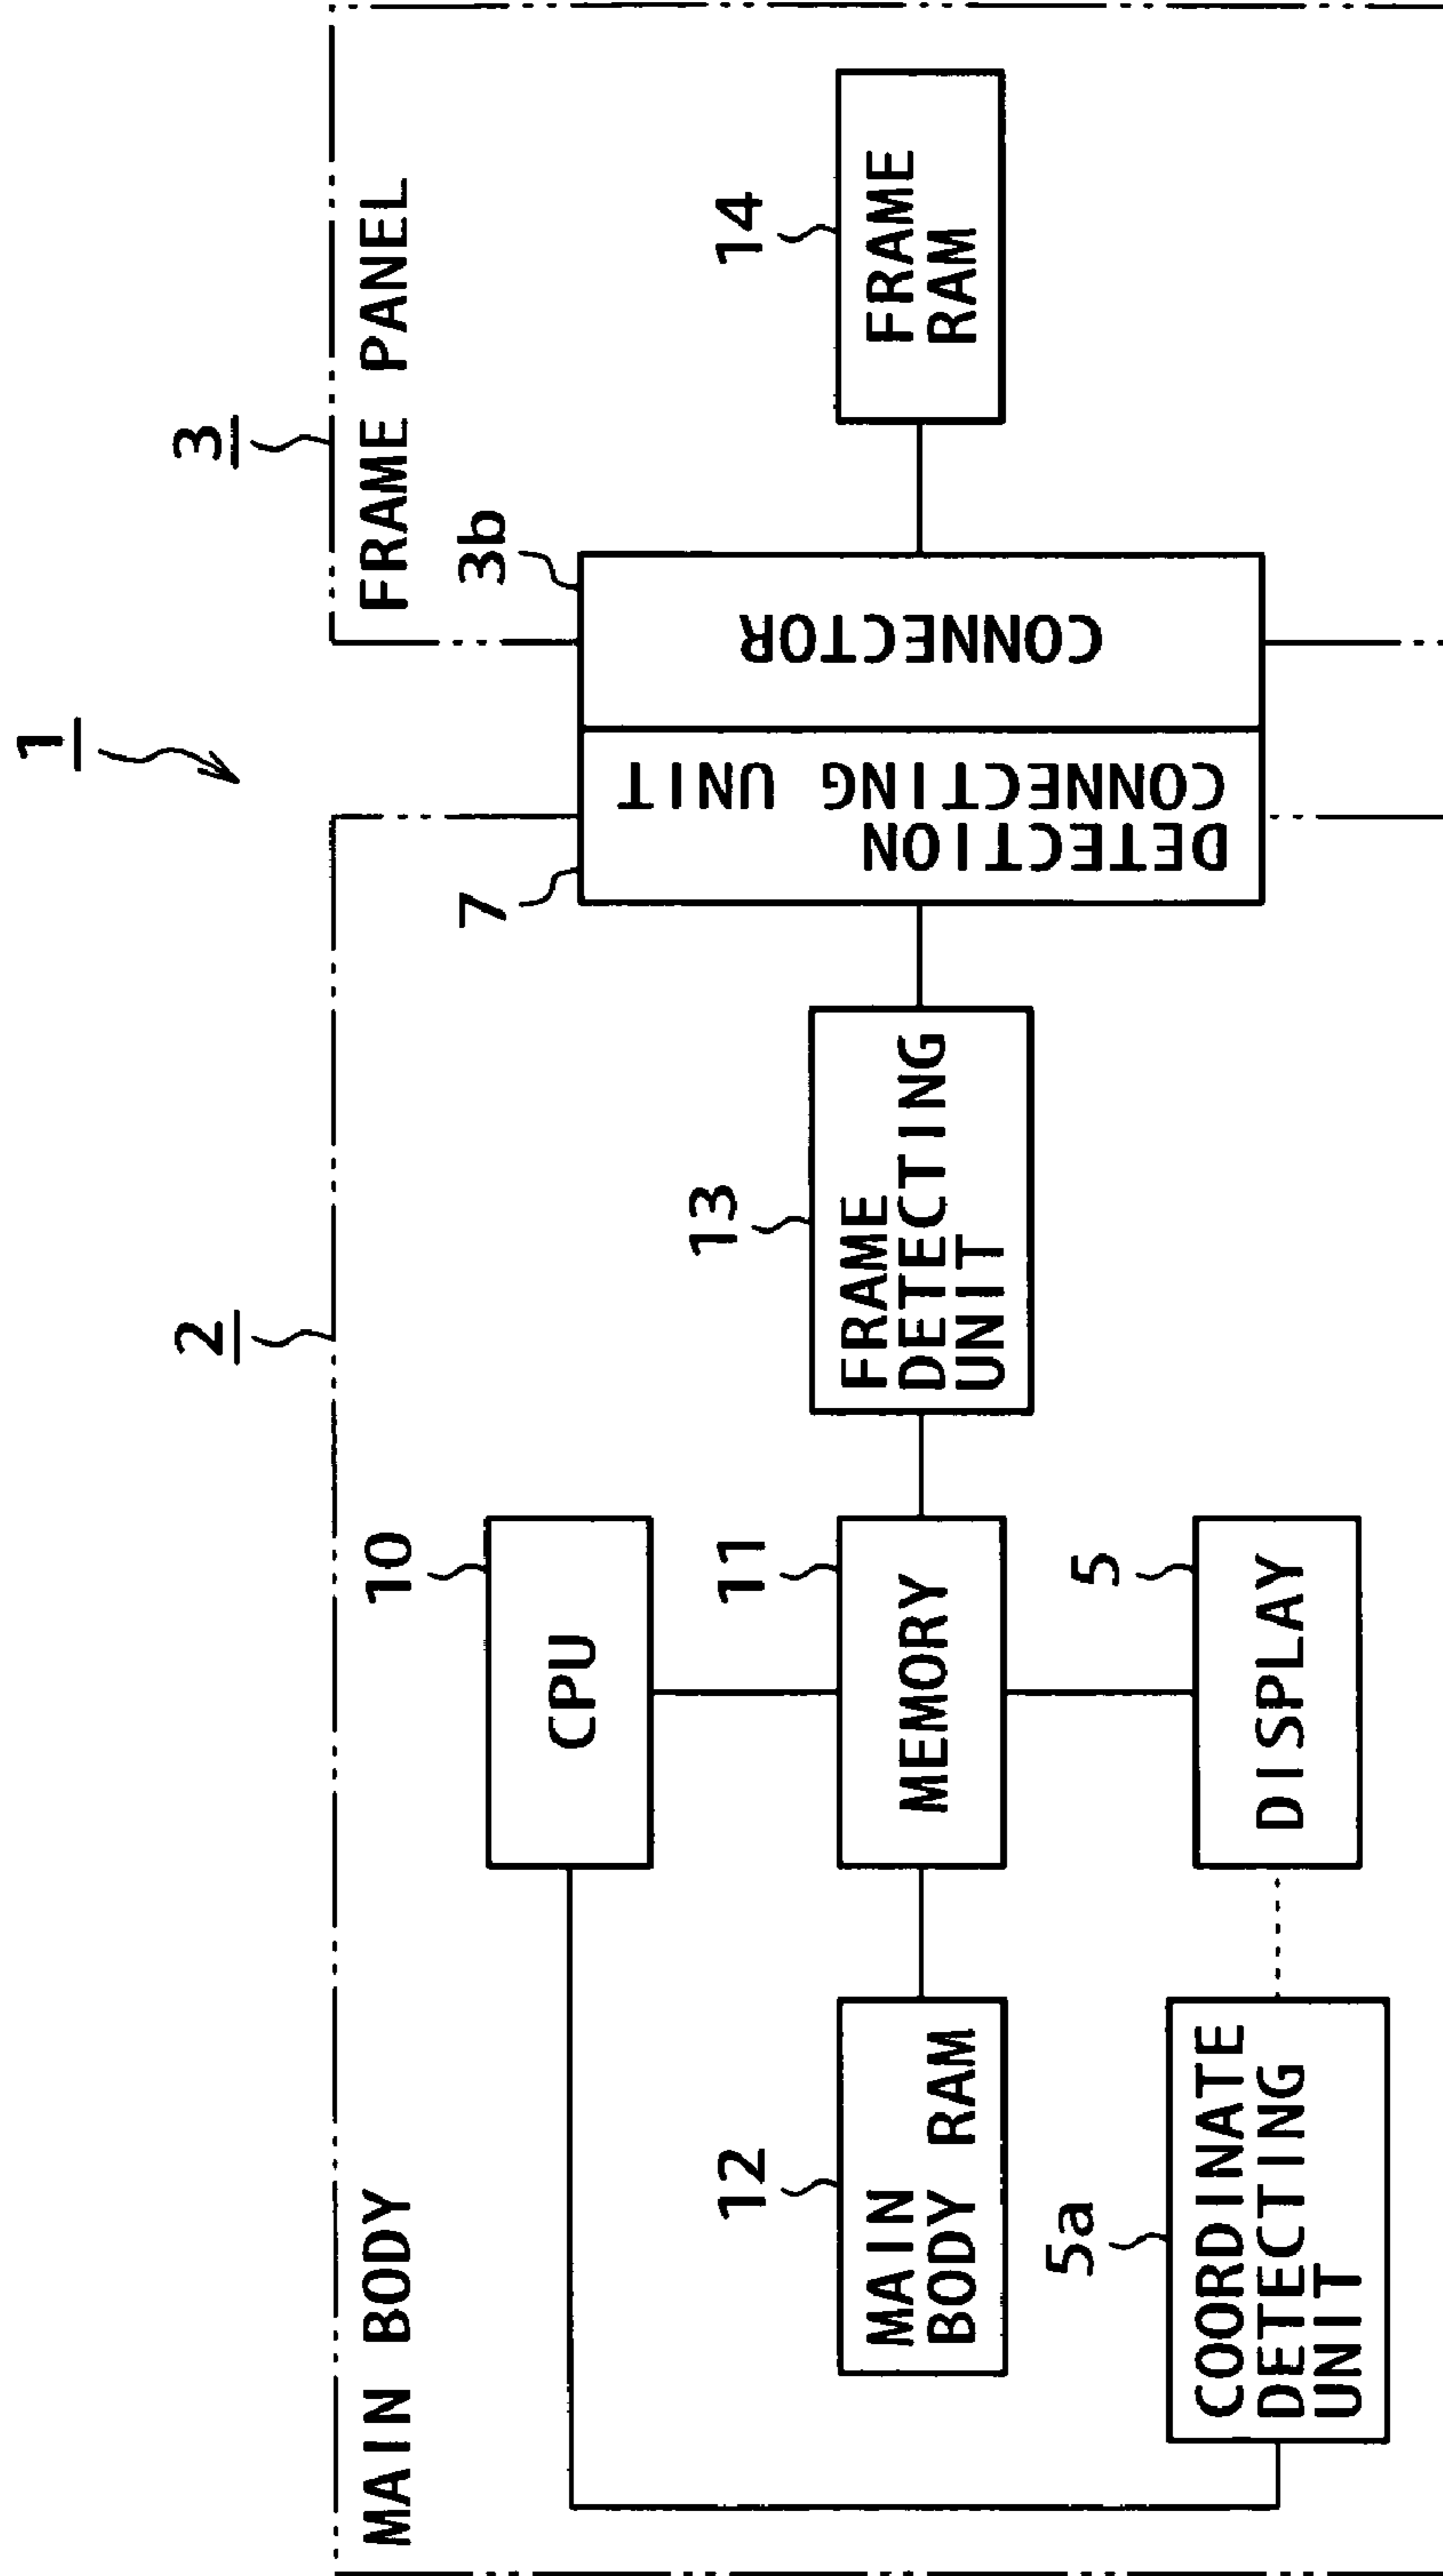 1
2
3
MAIN BODY
FRAME PANEL
10
CPU
12
MAIN
BODY RAM
11
MEMORY
13
FRAME
DETECTING
UNIT
7
DETECTION
CONNECTING UNIT
3b
CONNECTOR
14
FRAME
RAM
5a
COORDINATE
DETECTING
UNIT
5
DISPLAY